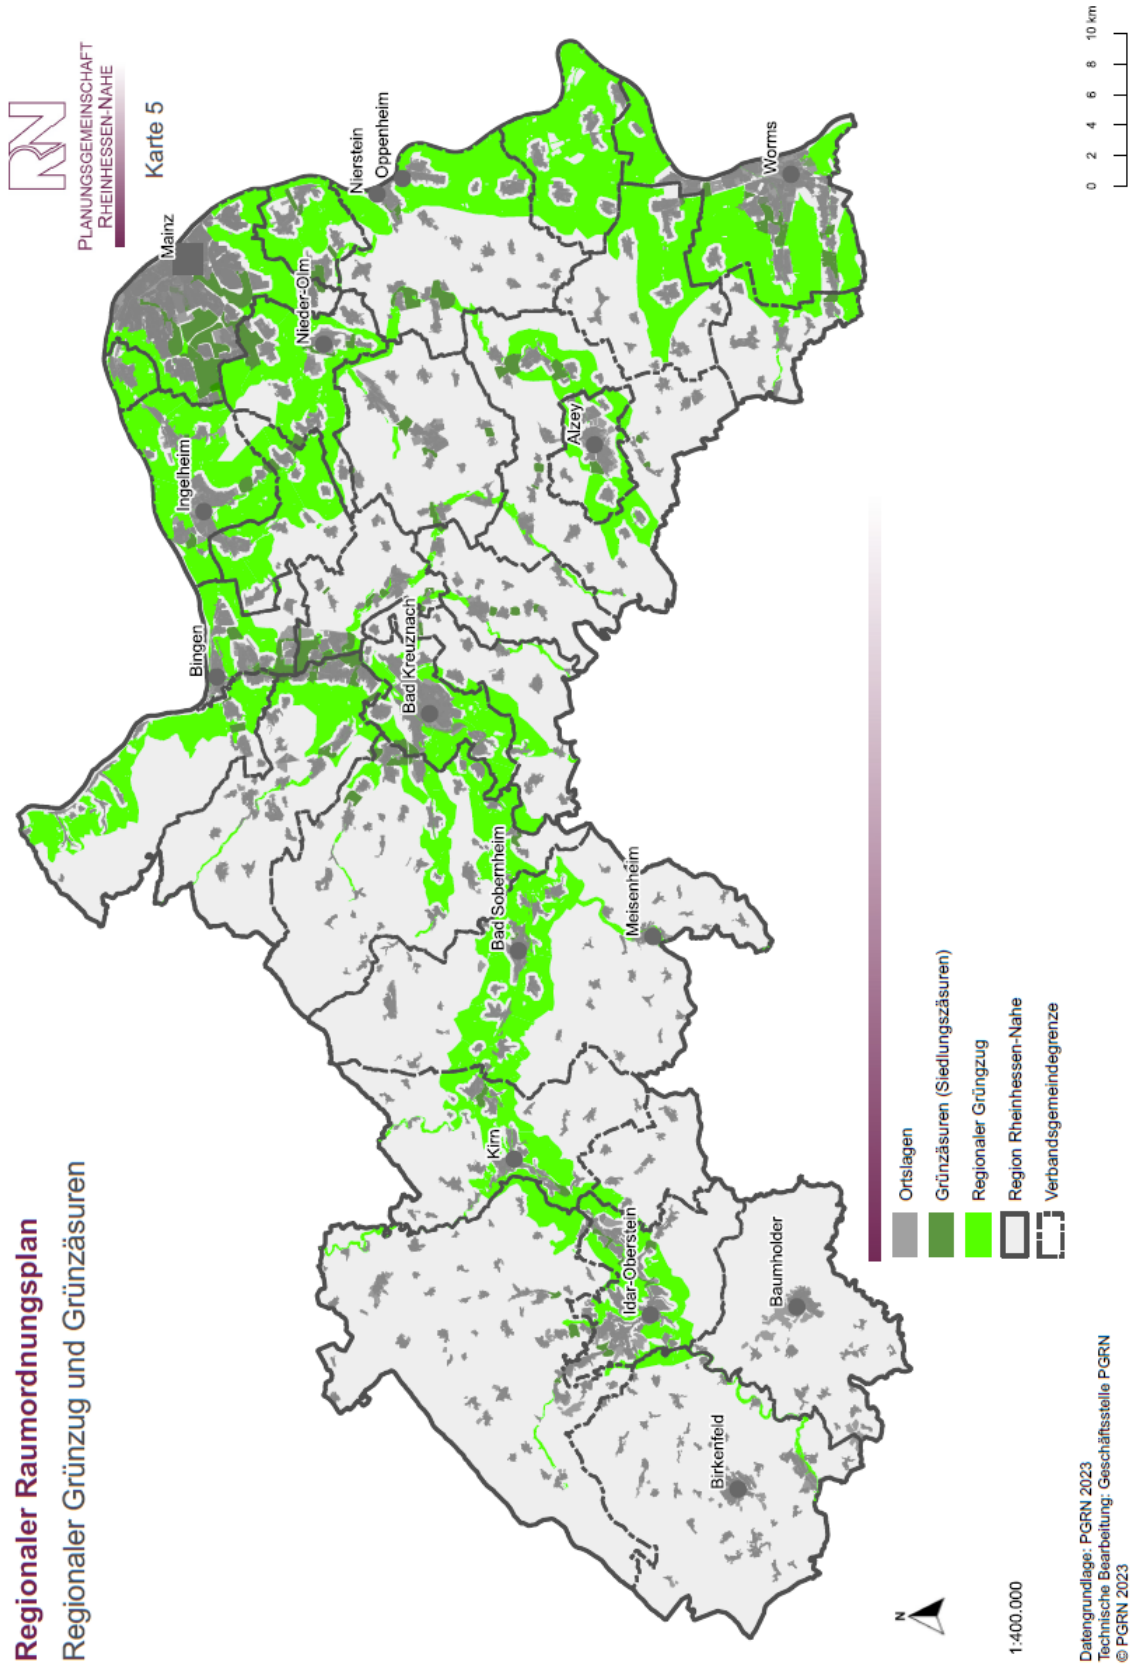 Regionaler Raumordnungsplan
Regionaler Grünzug und Grünzäsuren
RN
PLANUNGSGEMEINSCHAFT
RHEINHESSEN-NAHE
Karte 5
Mainz
Nierstein
Oppenheim
Nieder-Olm
Ingelheim
Bingen
Worms
Alzey
Bad Kreuznach
Bad Sobernheim
Meisenheim
Kirn
Idar-Oberstein
Baumholder
Birkenfeld
Ortslagen
Grünzäsuren (Siedlungszäsuren)
Regionaler Grüngzug
Region Rheinhessen-Nahe
Verbandsgemeindegrenze
N
1:400.000
0 2 4 6 8 10 km
Datengrundlage: PGRN 2023
Technische Bearbeitung: Geschäftsstelle PGRN
© PGRN 2023